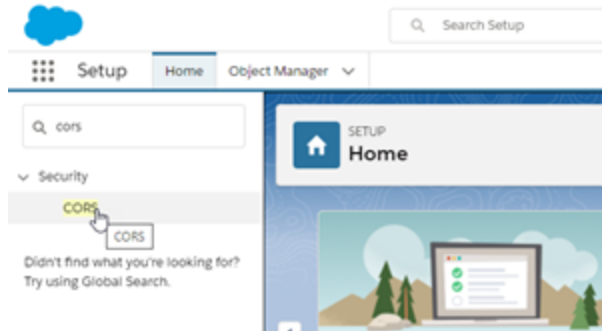 Search Setup
Setup Home Object Manager
cors
SETUP
Home
Security
CORS
CORS
Didn't find what you're looking for?
Try using Global Search.